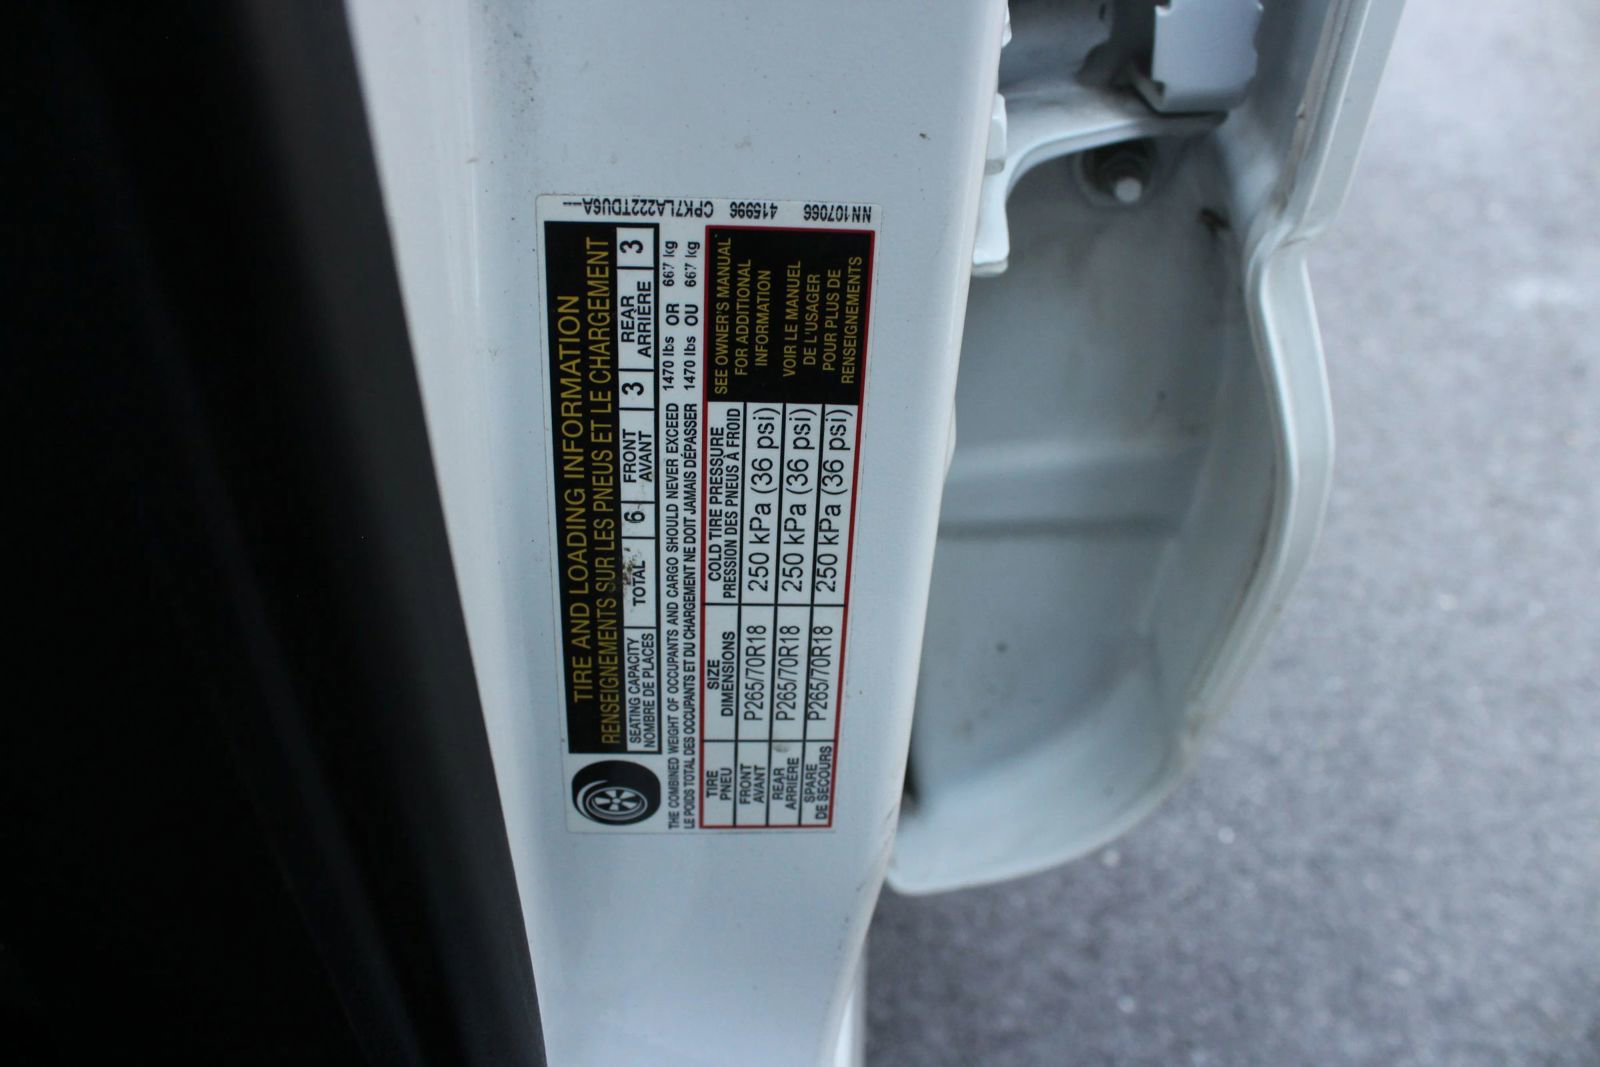 NN107066 415996 CPK7LA222TDU6A--
TIRE AND LOADING INFORMATION
RENSEIGNEMENTS SUR LES PNEUS ET LE CHARGEMENT
SEATING CAPACITY
NOMBRE DE PLACES
TOTAL 6
FRONT
AVANT
3
REAR
ARRIÈRE
3
THE COMBINED WEIGHT OF OCCUPANTS AND CARGO SHOULD NEVER EXCEED 1470 lbs OR 667 kg
LE POIDS TOTAL DES OCCUPANTS ET DU CHARGEMENT NE DOIT JAMAIS DÉPASSER 1470 lbs OU 667 kg
TIRE
PNEU
SIZE
DIMENSIONS
COLD TIRE PRESSURE
PRESSION DES PNEUS À FROID
FRONT
AVANT
P265/70R18
250 kPa (36 psi)
REAR
ARRIÈRE
P265/70R18
250 kPa (36 psi)
SPARE
DE SECOURS
P265/70R18
250 kPa (36 psi)
SEE OWNER'S MANUAL
FOR ADDITIONAL
INFORMATION
VOIR LE MANUEL
DE L'USAGER
POUR PLUS DE
RENSEIGNEMENTS